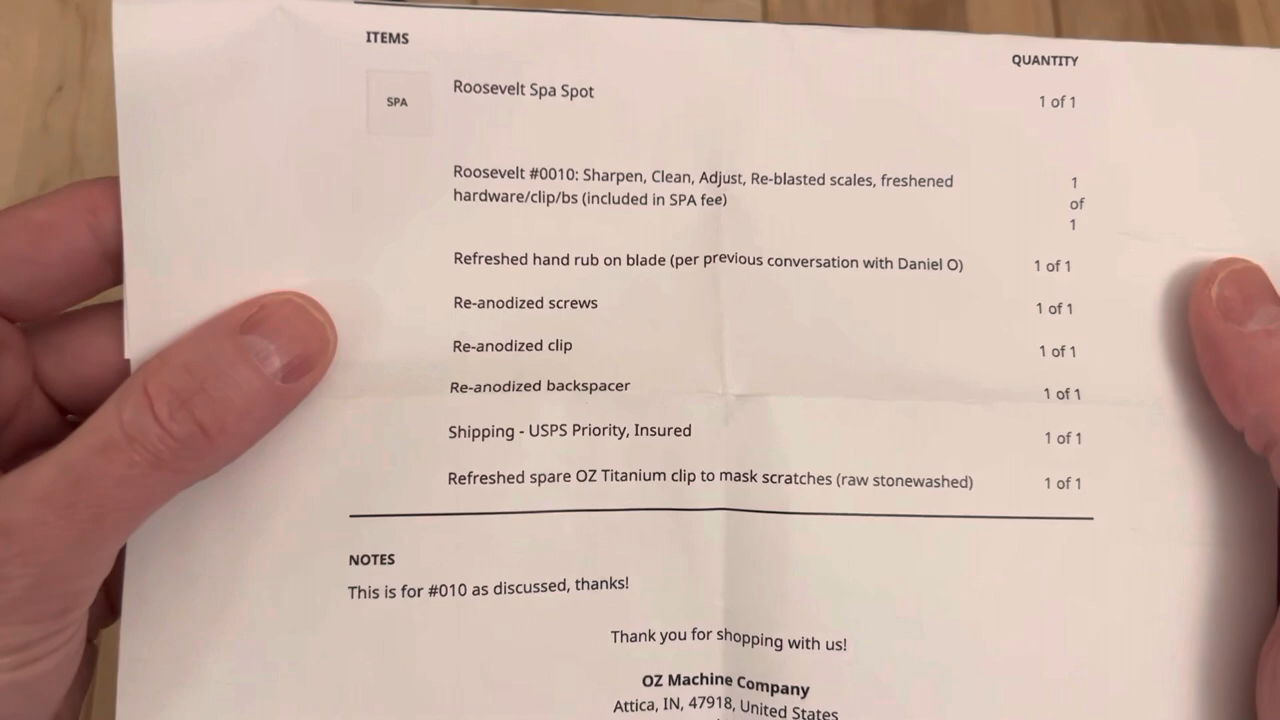 ITEMS
QUANTITY
SPA
Roosevelt Spa Spot
1 of 1
Roosevelt #0010: Sharpen, Clean, Adjust, Re-blasted scales, freshened
hardware/clip/bs (included in SPA fee)
1
of
1
Refreshed hand rub on blade (per previous conversation with Daniel O)
1 of 1
Re-anodized screws
1 of 1
Re-anodized clip
1 of 1
Re-anodized backspacer
1 of 1
Shipping - USPS Priority, Insured
1 of 1
Refreshed spare OZ Titanium clip to mask scratches (raw stonewashed)
1 of 1
NOTES
This is for #010 as discussed, thanks!
Thank you for shopping with us!
OZ Machine Company
Attica, IN, 47918, United States